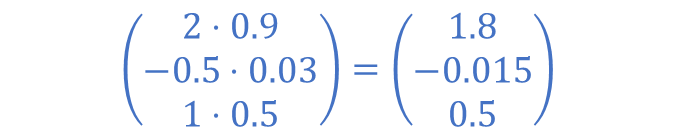 2 · 0.9 1.8
(−0.5 · 0.03) = (−0.015)
1 · 0.5 0.5